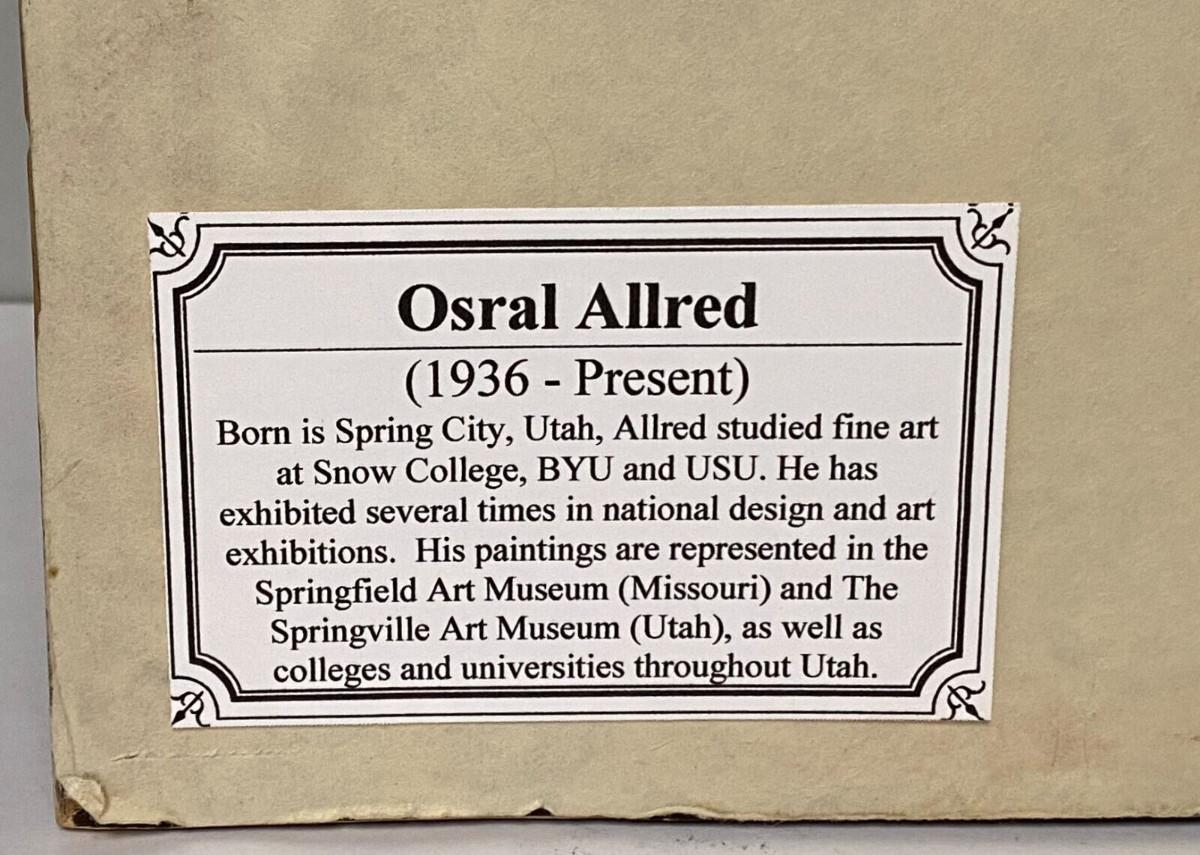 Osral Allred
(1936 - Present)
Born is Spring City, Utah, Allred studied fine art
at Snow College, BYU and USU. He has
exhibited several times in national design and art
exhibitions.  His paintings are represented in the
Springfield Art Museum (Missouri) and The
Springville Art Museum (Utah), as well as
colleges and universities throughout Utah.